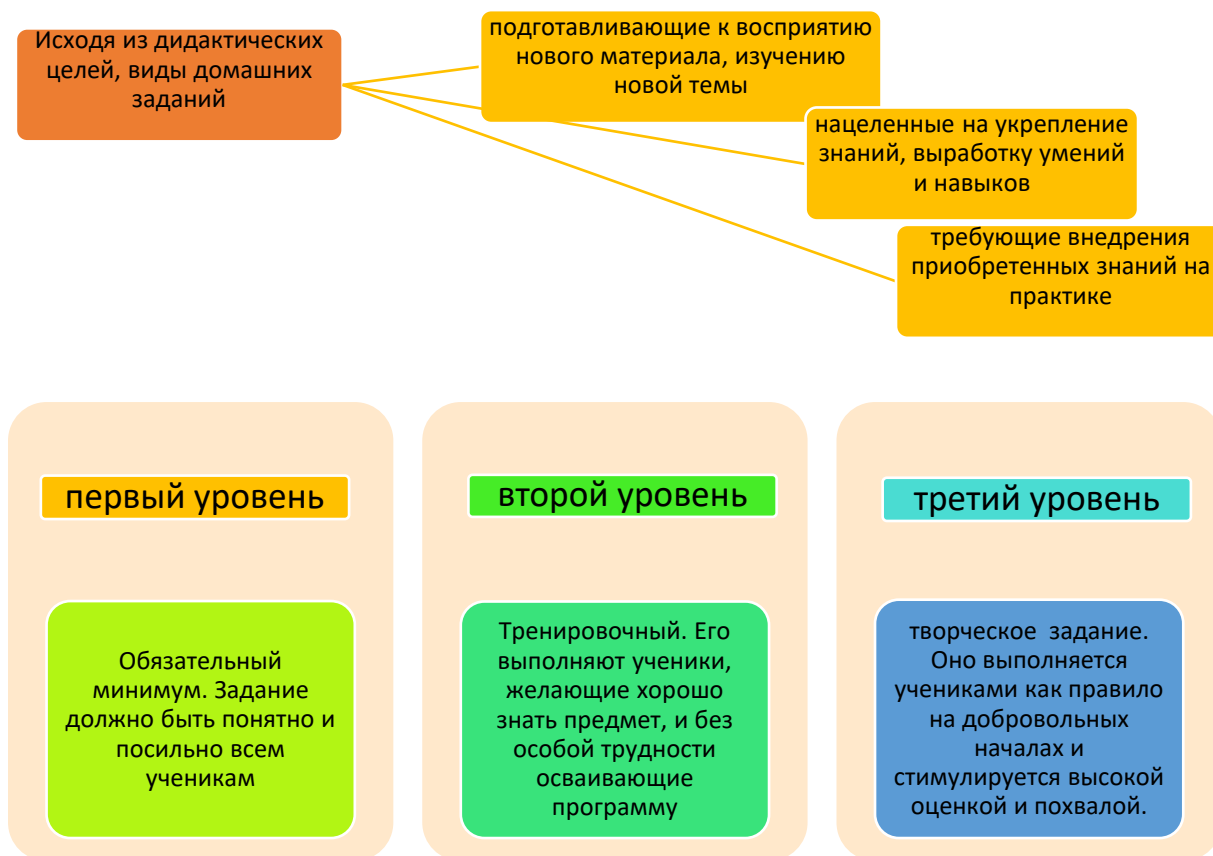 Исходя из дидактических
целей, виды домашних
заданий
подготавливающие к восприятию
нового материала, изучению
новой темы
нацеленные на укрепление
знаний, выработку умений
и навыков
требующие внедрения
приобретенных знаний на
практике
первый уровень
Обязательный
минимум. Задание
должно быть понятно и
посильно всем
ученикам
второй уровень
Тренировочный. Его
выполняют ученики,
желающие хорошо
знать предмет, и без
особой трудности
осваивающие
программу
третий уровень
творческое  задание.
Оно выполняется
учениками как правило
на добровольных
началах и
стимулируется высокой
оценкой и похвалой.